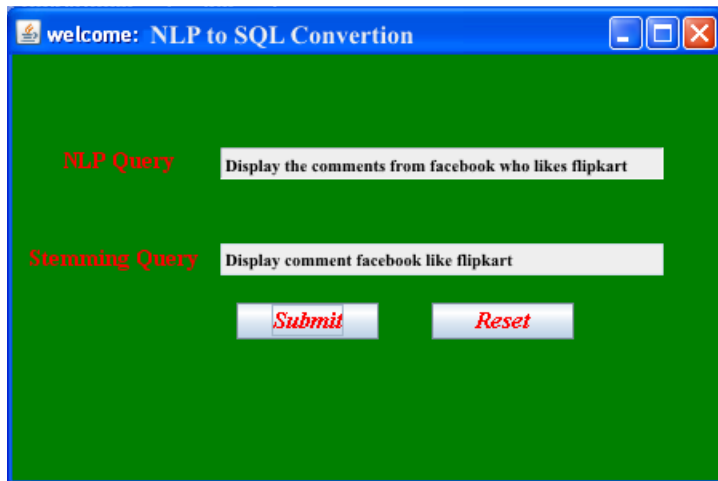 welcome: NLP to SQL Convertion
NLP Query
Display the comments from facebook who likes flipkart
Stemming Query
Display comment facebook like flipkart
Submit
Reset